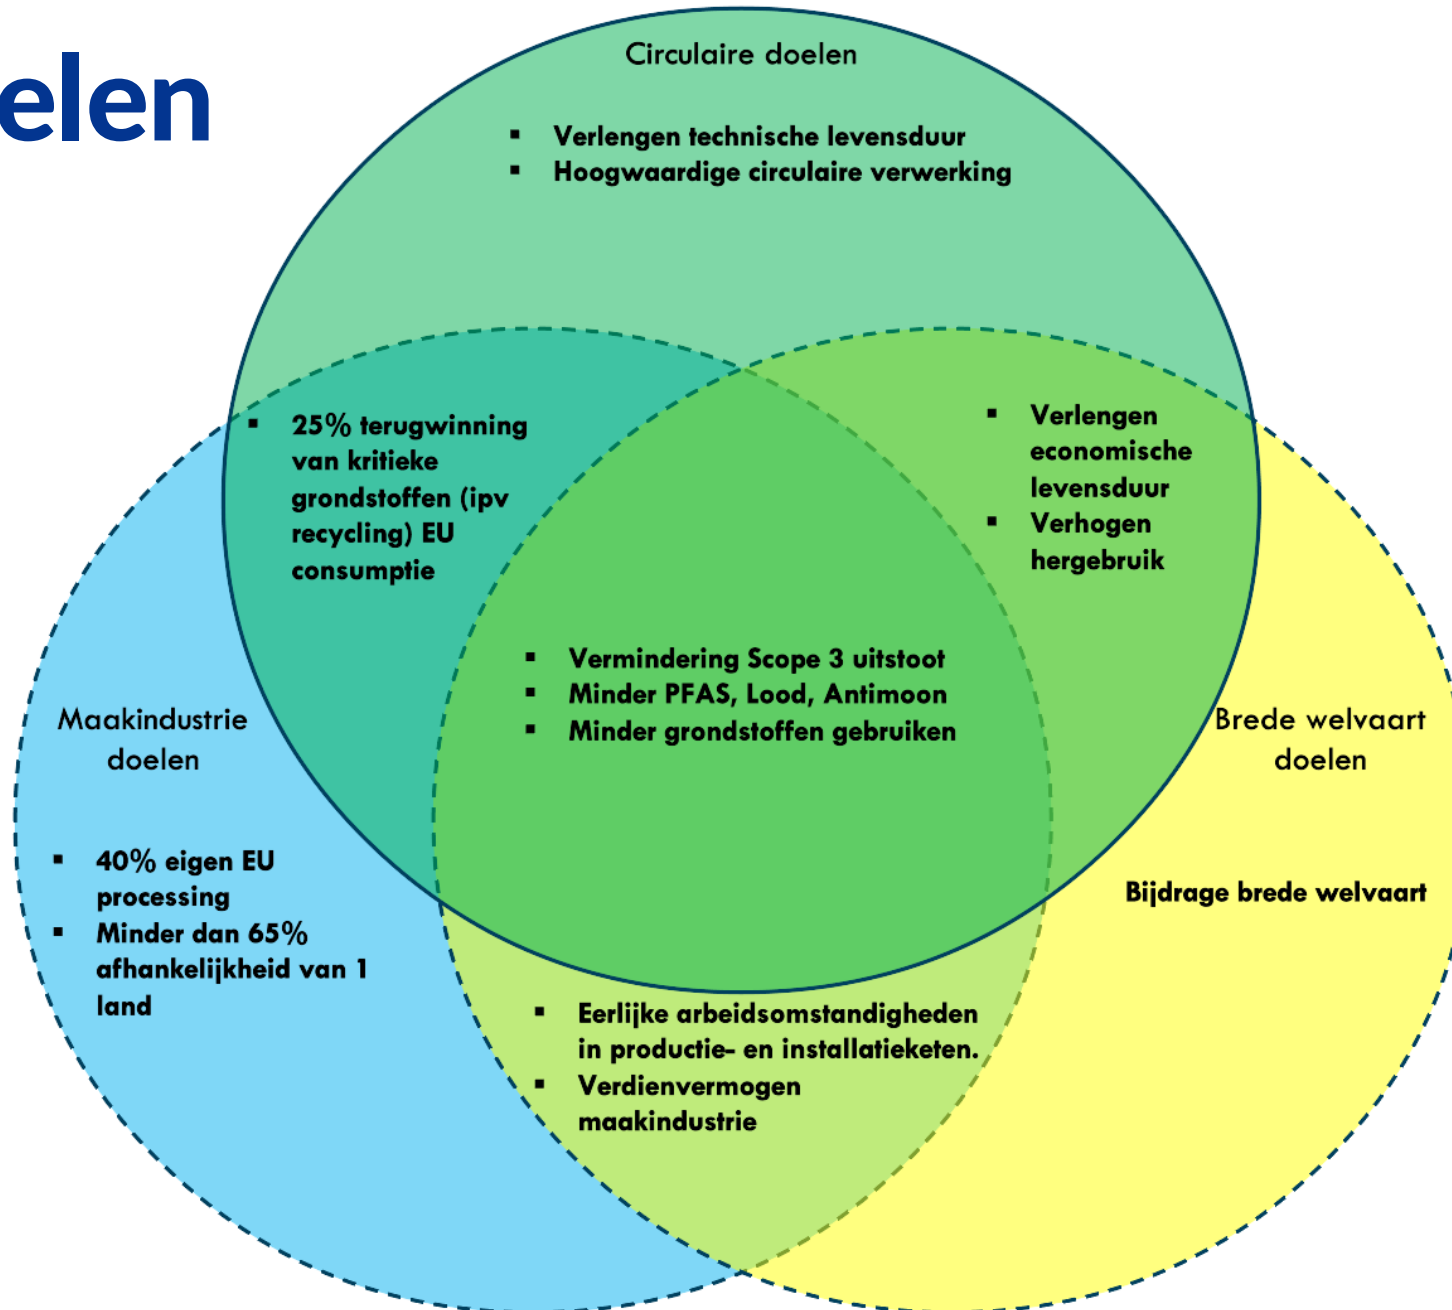 elen
Circulaire doelen
▪ Verlengen technische levensduur
▪ Hoogwaardige circulaire verwerking
▪ 25% terugwinning
van kritieke
grondstoffen (ipv
recycling) EU
consumptie
▪ Verlengen
economische
levensduur
▪ Verhogen
hergebruik
▪ Vermindering Scope 3 uitstoot
▪ Minder PFAS, Lood, Antimoon
▪ Minder grondstoffen gebruiken
Maakindustrie
doelen
▪ 40% eigen EU
processing
▪ Minder dan 65%
afhankelijkheid van 1
land
Brede welvaart
doelen
Bijdrage brede welvaart
▪ Eerlijke arbeidsomstandigheden
in productie- en installatieketen.
▪ Verdienvermogen
maakindustrie